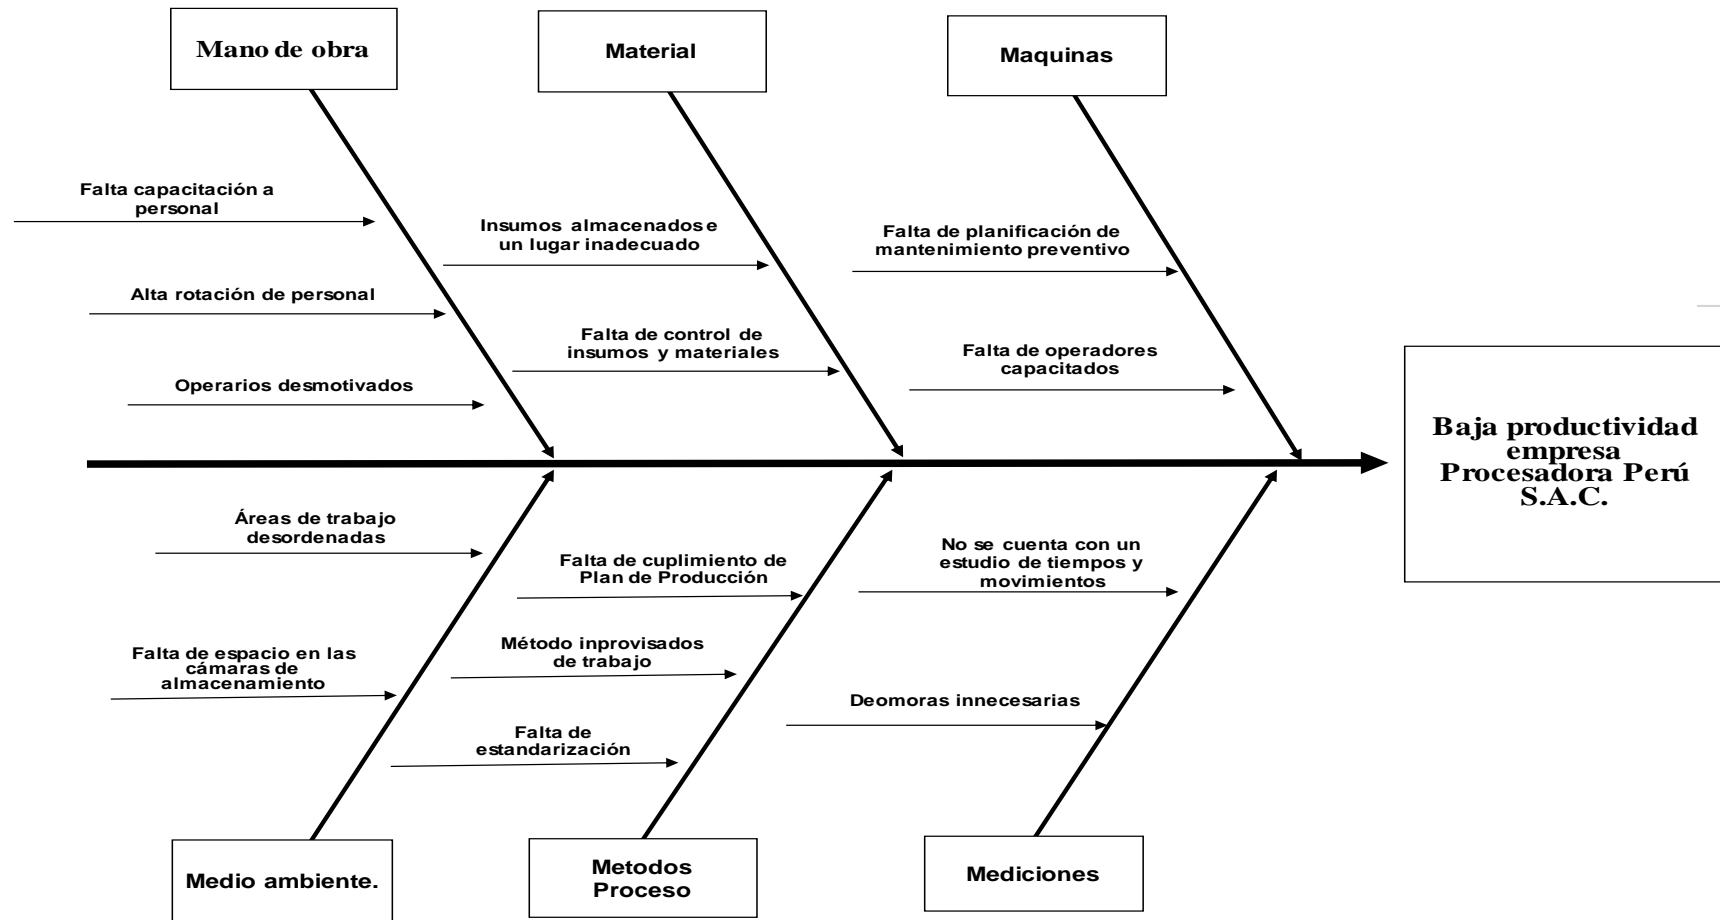 Mano de obra
Material
Maquinas
Falta capacitación a
personal
Insumos almacenados e
un lugar inadecuado
Falta de planificación de
mantenimiento preventivo
Alta rotación de personal
Falta de control de
insumos y materiales
Falta de operadores
capacitados
Operarios desmotivados
Baja productividad
empresa
Procesadora Perú
S.A.C.
Áreas de trabajo
desordenadas
Falta de cuplimiento de
Plan de Producción
No se cuenta con un
estudio de tiempos y
movimientos
Falta de espacio en las
cámaras de
almacenamiento
Método inprovisados
de trabajo
Deomoras innecesarias
Falta de
estandarización
Medio ambiente.
Metodos
Proceso
Mediciones